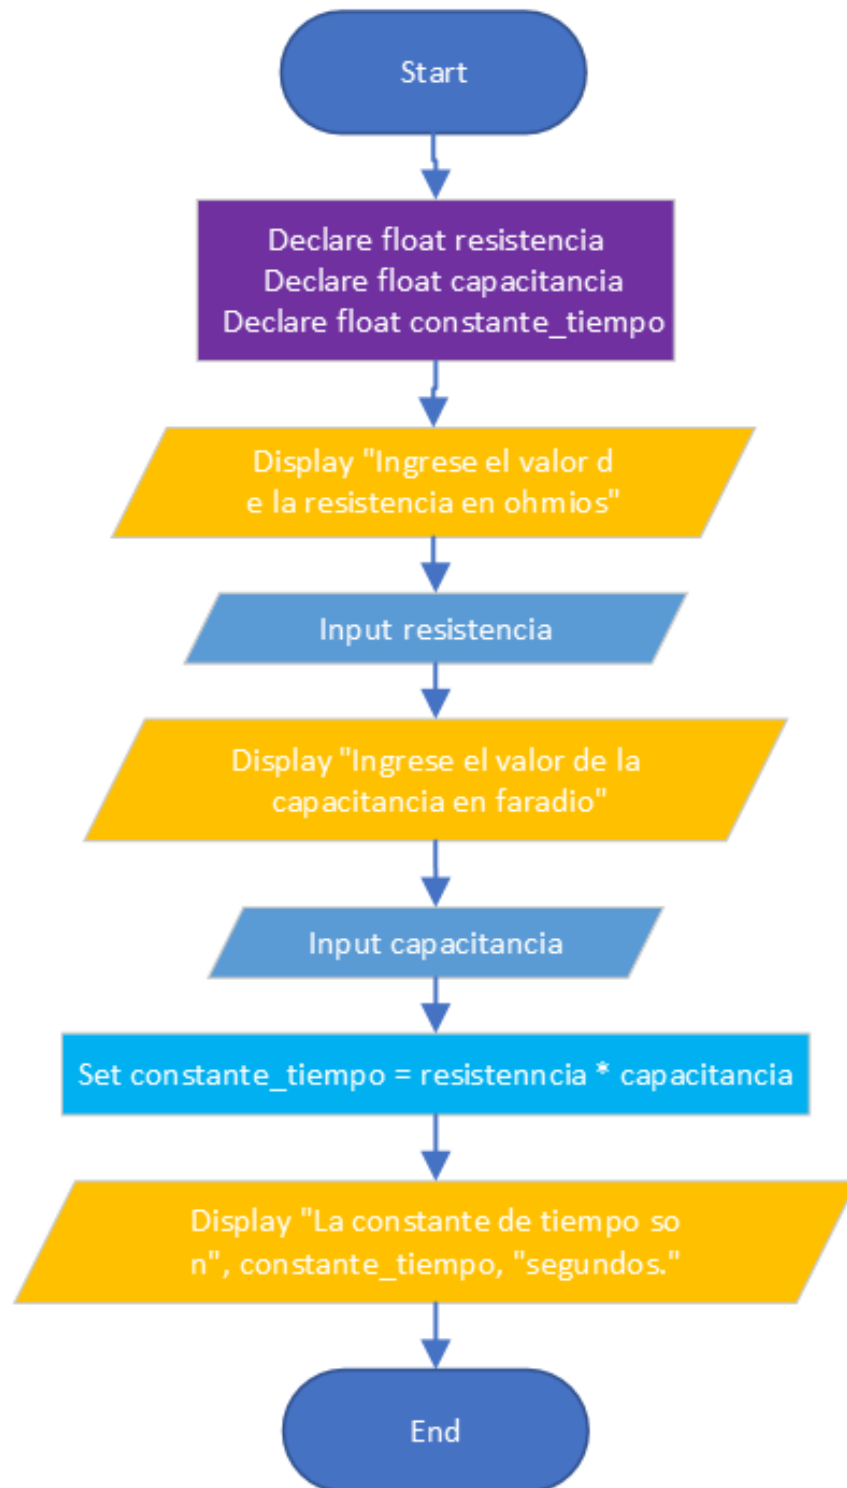 Start
Declare float resistencia
Declare float capacitancia
Declare float constante_tiempo
Display "Ingrese el valor d
e la resistencia en ohmios"
Input resistencia
Display "Ingrese el valor de la
capacitancia en faradio"
Input capacitancia
Set constante_tiempo = resistenncia * capacitancia
Display "La constante de tiempo so
n", constante_tiempo, "segundos."
End